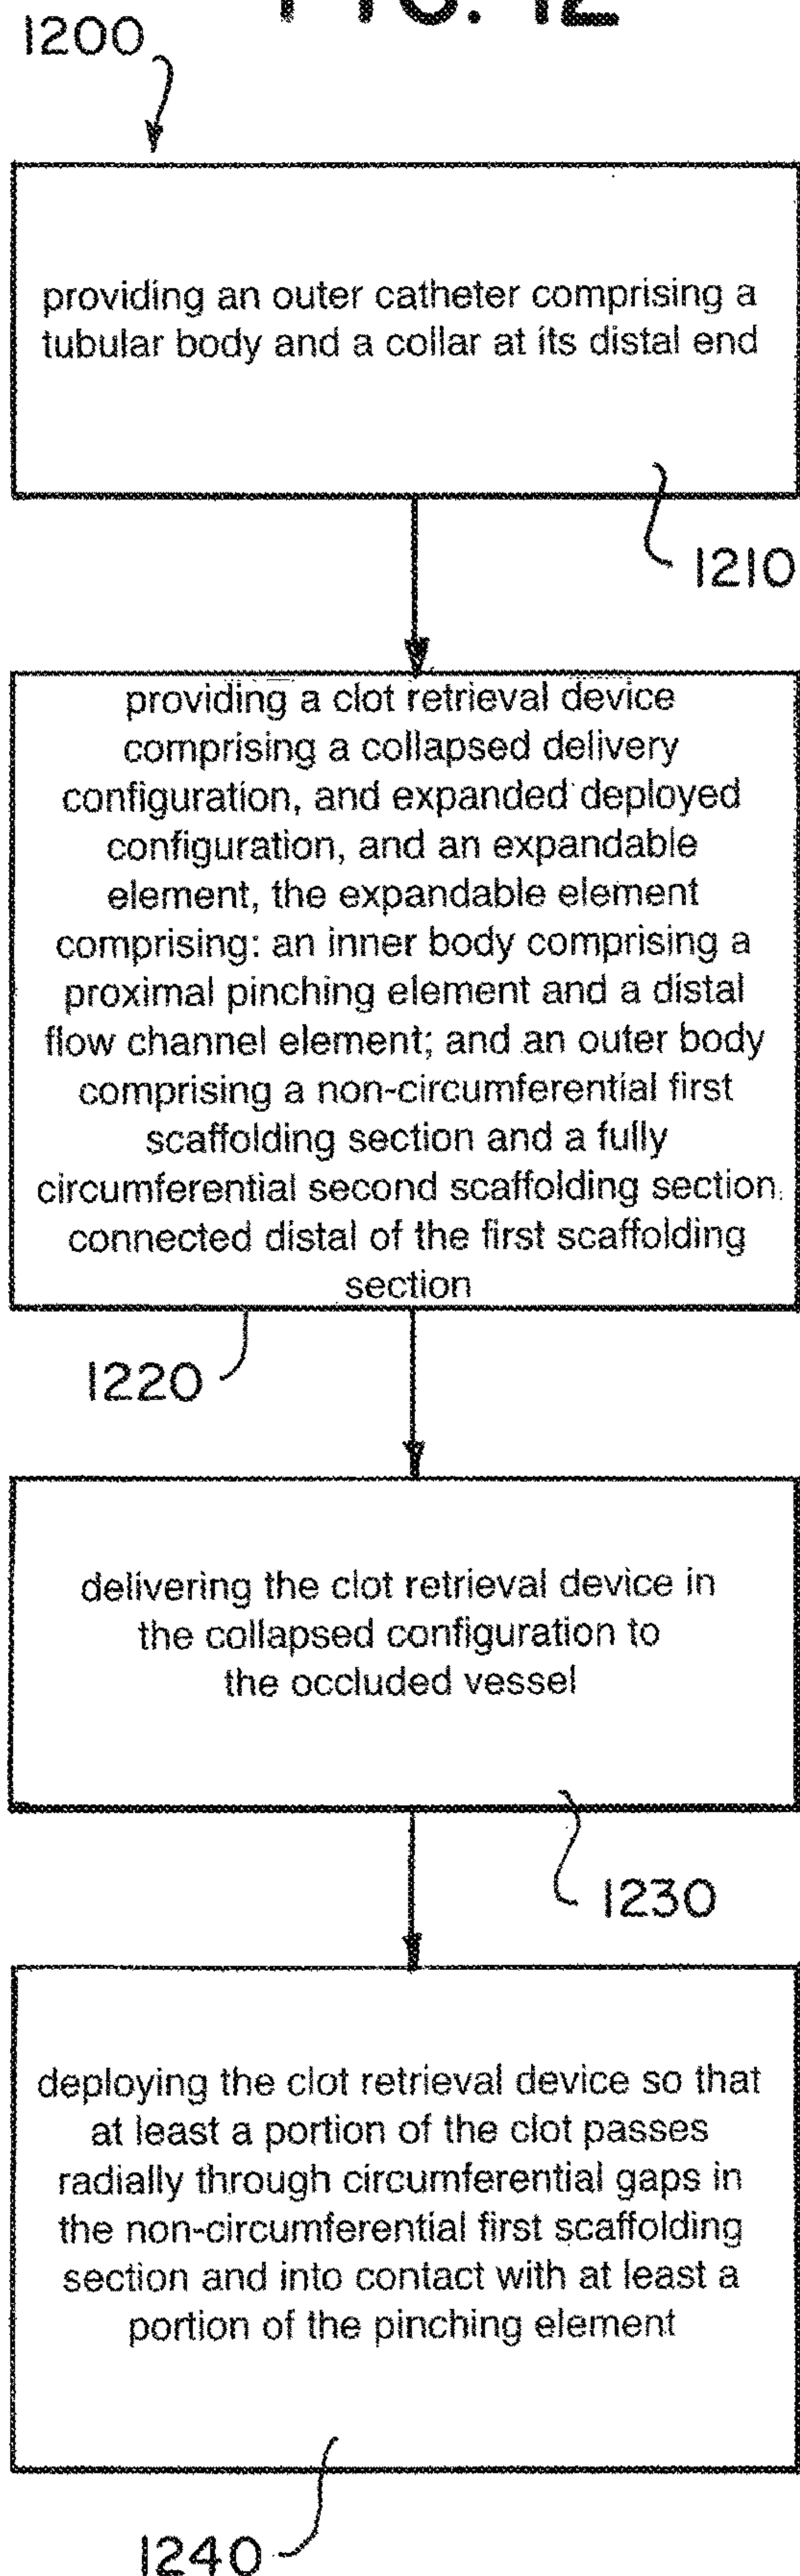 FIG. 12
1200
providing an outer catheter comprising a
tubular body and a collar at its distal end
1210
providing a clot retrieval device
comprising a collapsed delivery
configuration, and expanded deployed
configuration, and an expandable
element, the expandable element
comprising: an inner body comprising a
proximal pinching element and a distal
flow channel element; and an outer body
comprising a non-circumferential first
scaffolding section and a fully
circumferential second scaffolding section
connected distal of the first scaffolding
section
1220
delivering the clot retrieval device in
the collapsed configuration to
the occluded vessel
1230
deploying the clot retrieval device so that
at least a portion of the clot passes
radially through circumferential gaps in
the non-circumferential first scaffolding
section and into contact with at least a
portion of the pinching element
1240